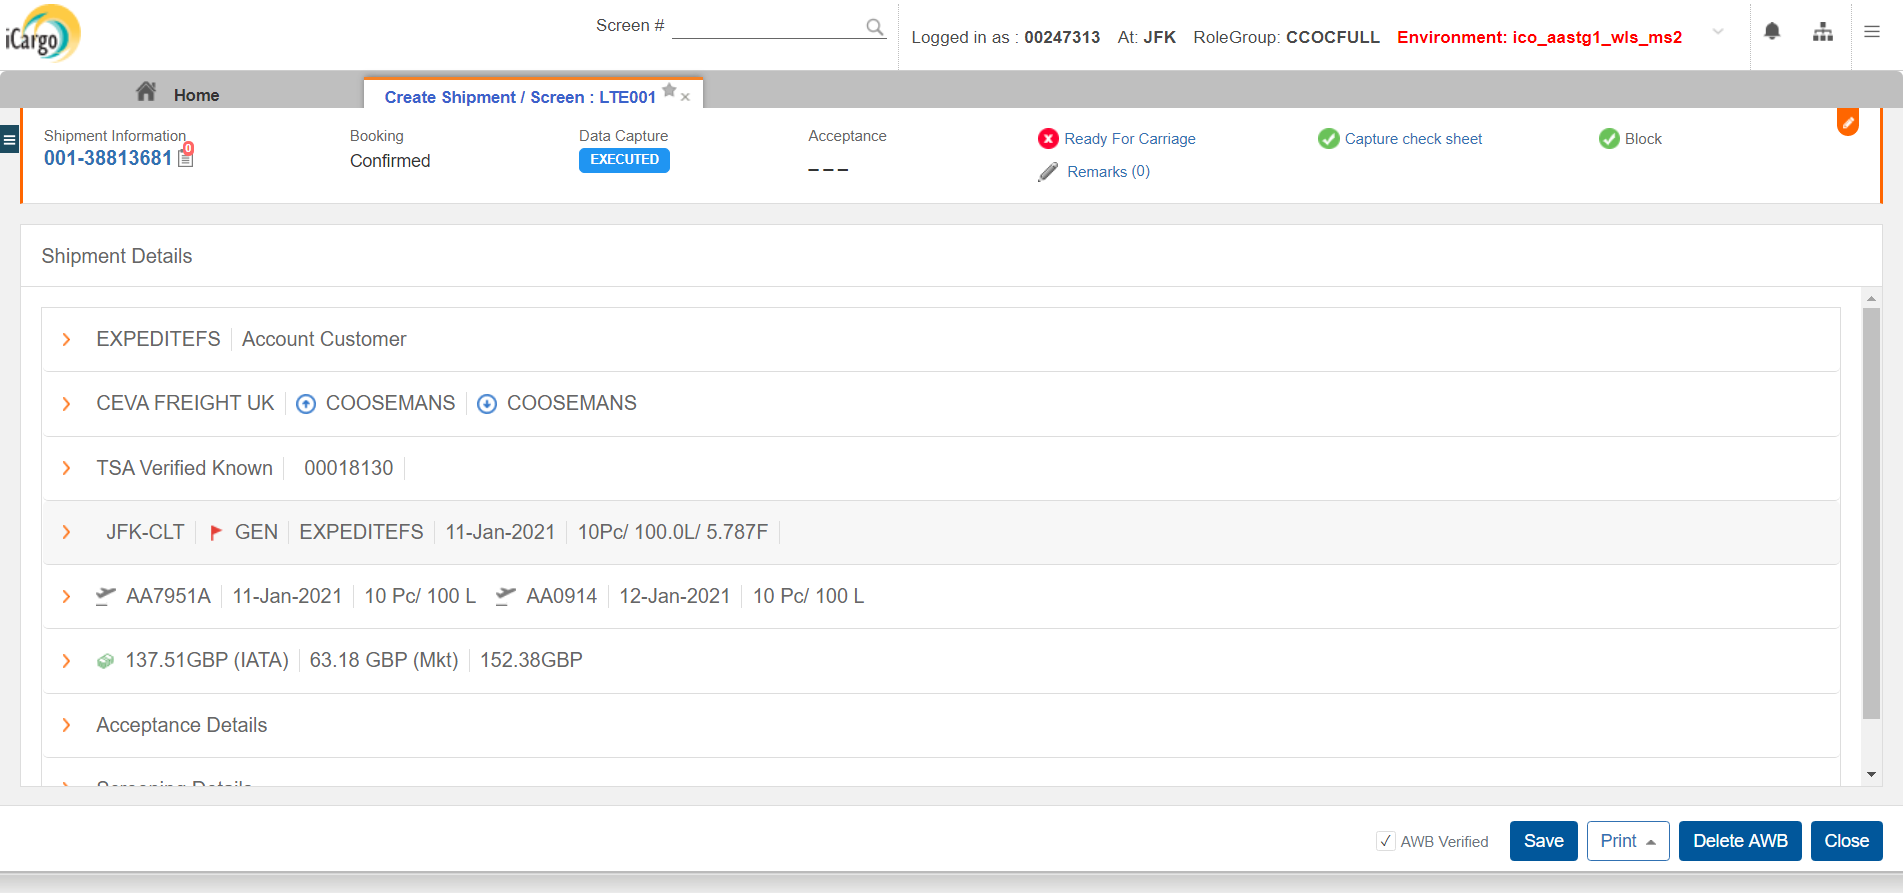 iCargo
Screen #
Logged in as : 00247313 At: JFK RoleGroup: CCOCFULL Environment: ico_aastg1_wls_ms2
Home
Create Shipment / Screen : LTE001
Shipment Information
001-38813681 0
Booking
Confirmed
Data Capture
EXECUTED
Acceptance
– – –
Ready For Carriage
Remarks (0)
Capture check sheet
Block
Shipment Details
EXPEDITEFS Account Customer
CEVA FREIGHT UK COOSEMANS COOSEMANS
TSA Verified Known 00018130
JFK-CLT GEN EXPEDITEFS 11-Jan-2021 10Pc/ 100.0L/ 5.787F
AA7951A 11-Jan-2021 10 Pc/ 100 L AA0914 12-Jan-2021 10 Pc/ 100 L
137.51GBP (IATA) 63.18 GBP (Mkt) 152.38GBP
Acceptance Details
Screening Details
AWB Verified Save Print Delete AWB Close